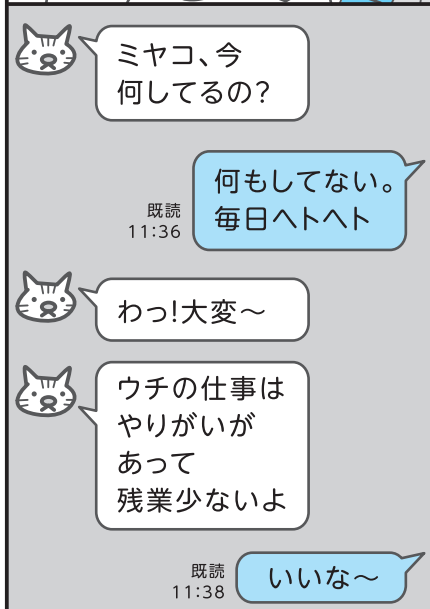 ミヤコ、今
何してるの?
何もしてない。
毎日ヘトヘト
既読
11:36
わっ!大変～
ウチの仕事は
やりがいが
あって
残業少ないよ
既読
11:38
いいな～